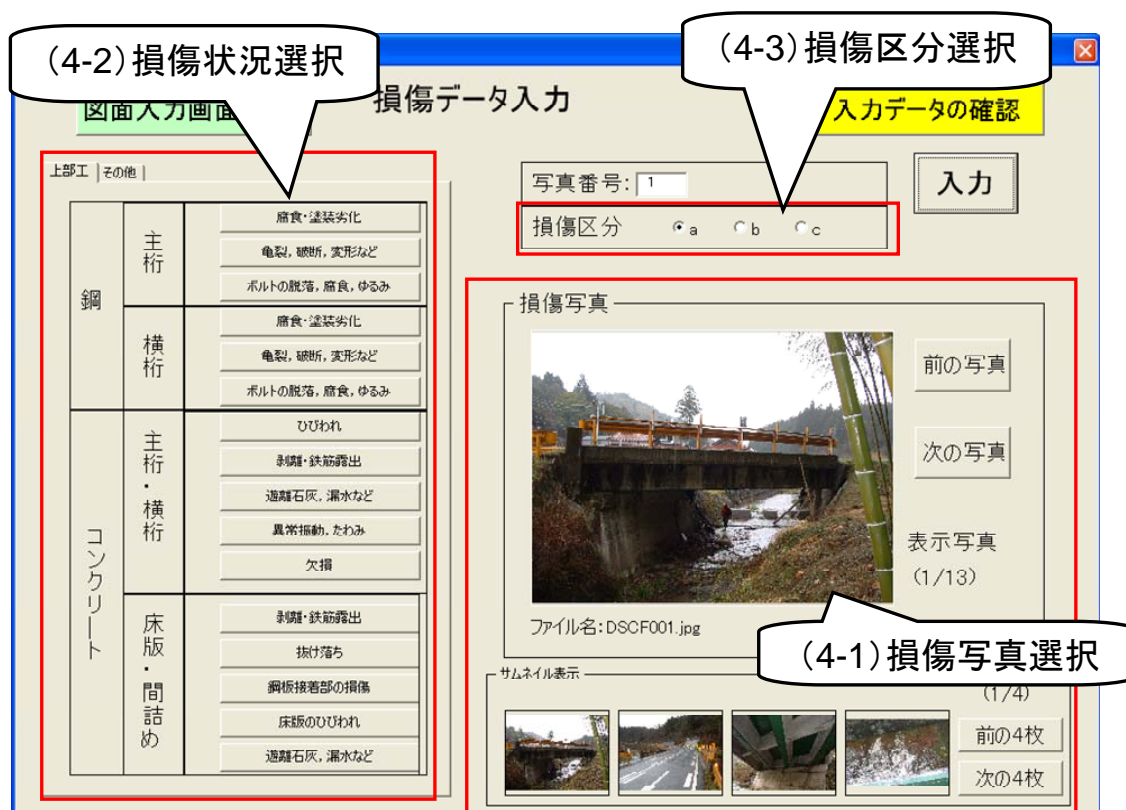 (4-2)損傷状況選択
(4-3)損傷区分選択
図面入力画面
損傷データ入力
入力データの確認
上部工
その他
写真番号:
1
入力
損傷区分
a
b
c
鋼
主桁
腐食・塗装劣化
亀裂,破断,変形など
ボルトの脱落,腐食,ゆるみ
横桁
腐食・塗装劣化
亀裂,破断,変形など
ボルトの脱落,腐食,ゆるみ
コンクリート
主桁・横桁
ひびわれ
剥離・鉄筋露出
遊離石灰,漏水など
異常振動,たわみ
欠損
床版・間詰め
剥離・鉄筋露出
抜け落ち
鋼板接着部の損傷
床版のひびわれ
遊離石灰,漏水など
損傷写真
前の写真
次の写真
表示写真
(1/13)
ファイル名:DSCF001.jpg
(4-1)損傷写真選択
サムネイル表示
(1/4)
前の4枚
次の4枚